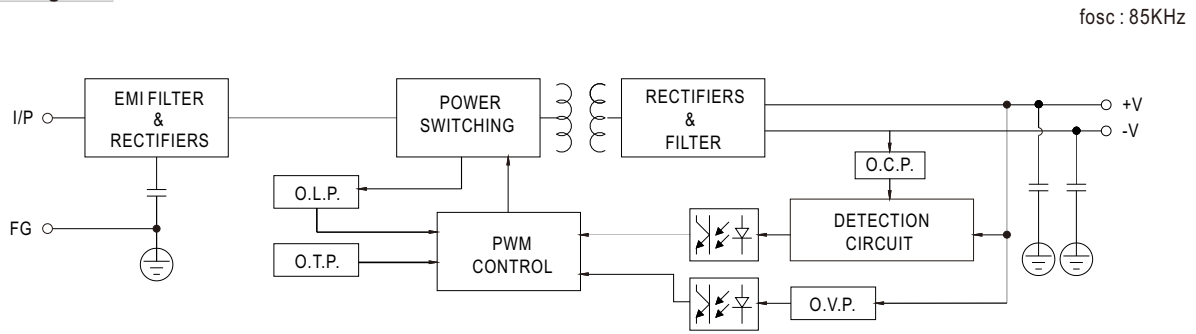 fosc : 85KHz
I/P
EMI FILTER
&
RECTIFIERS
POWER
SWITCHING
RECTIFIERS
&
FILTER
+V
-V
O.C.P.
O.L.P.
FG
PWM
CONTROL
DETECTION
CIRCUIT
O.T.P.
O.V.P.